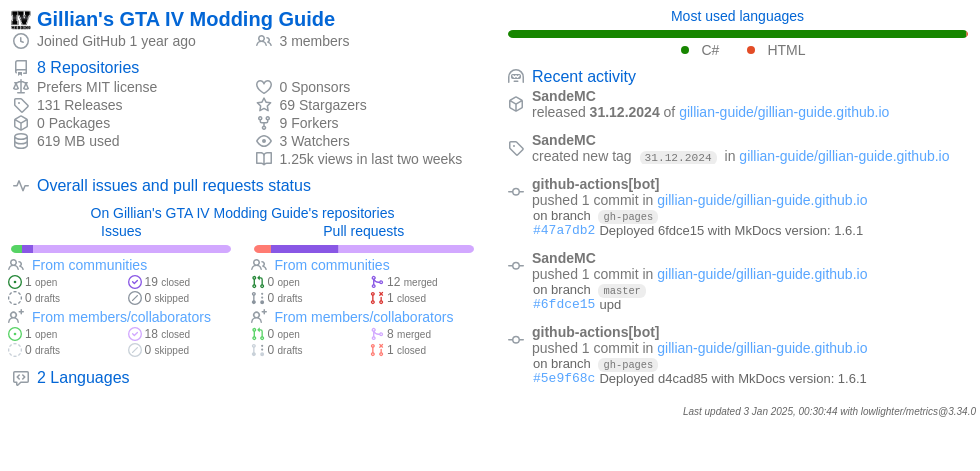 Gillian's GTA IV Modding Guide
Joined GitHub 1 year ago
3 members
8 Repositories
Prefers MIT license
0 Sponsors
131 Releases
69 Stargazers
0 Packages
9 Forkers
619 MB used
3 Watchers
1.25k views in last two weeks
Overall issues and pull requests status
On Gillian's GTA IV Modding Guide's repositories
Issues
Pull requests
From communities
From communities
1 open
19 closed
0 open
12 merged
0 drafts
0 skipped
0 drafts
1 closed
From members/collaborators
From members/collaborators
1 open
18 closed
0 open
8 merged
0 drafts
0 skipped
0 drafts
1 closed
2 Languages
Most used languages
C#
HTML
Recent activity
SandeMC
released 31.12.2024 of gillian-guide/gillian-guide.github.io
SandeMC
created new tag 31.12.2024 in gillian-guide/gillian-guide.github.io
github-actions[bot]
pushed 1 commit in gillian-guide/gillian-guide.github.io
on branch gh-pages
#47a7db2 Deployed 6fdce15 with MkDocs version: 1.6.1
SandeMC
pushed 1 commit in gillian-guide/gillian-guide.github.io
on branch master
#6fdce15 upd
github-actions[bot]
pushed 1 commit in gillian-guide/gillian-guide.github.io
on branch gh-pages
#5e9f68c Deployed d4cad85 with MkDocs version: 1.6.1
Last updated 3 Jan 2025, 00:30:44 with lowlighter/metrics@3.34.0